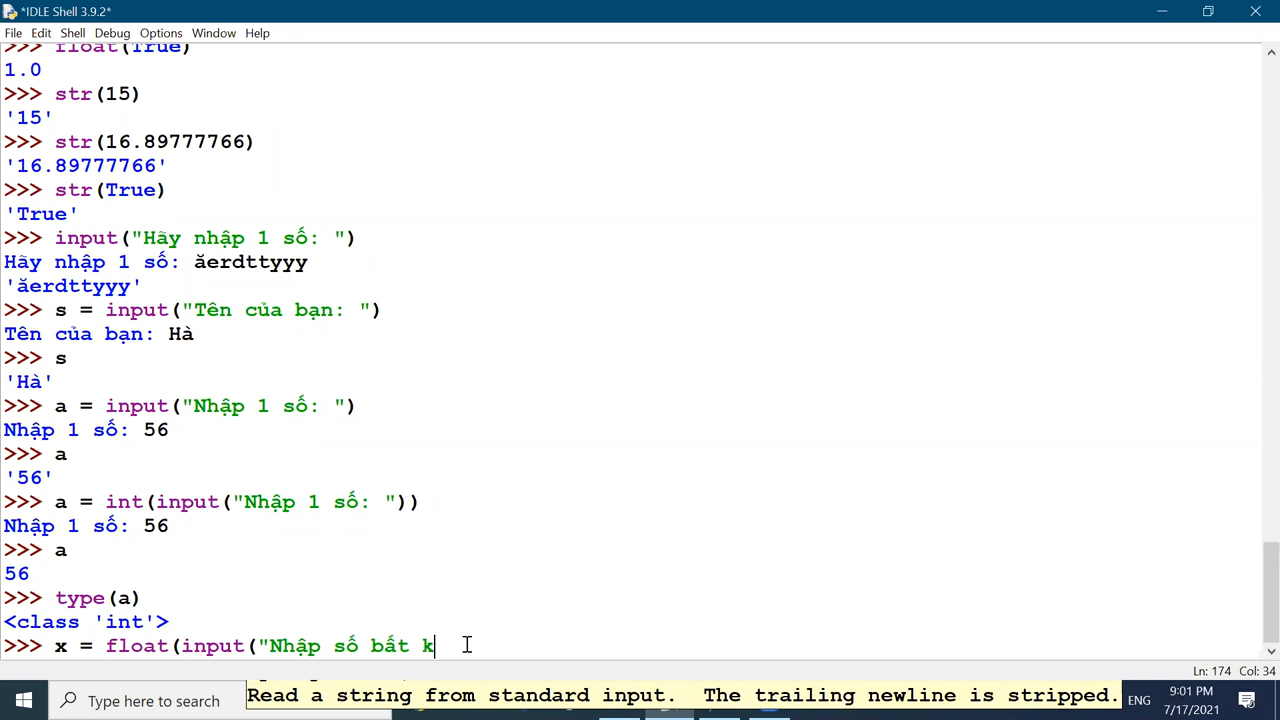 *IDLE Shell 3.9.2*
File Edit Shell Debug Options Window Help
>>> float(True)
1.0
>>> str(15)
'15'
>>> str(16.89777766)
'16.89777766'
>>> str(True)
'True'
>>> input("Hãy nhập 1 số: ")
Hãy nhập 1 số: ăerdttyyy
'ăerdttyyy'
>>> s = input("Tên của bạn: ")
Tên của bạn: Hà
>>> s
'Hà'
>>> a = input("Nhập 1 số: ")
Nhập 1 số: 56
>>> a
'56'
>>> a = int(input("Nhập 1 số: "))
Nhập 1 số: 56
>>> a
56
>>> type(a)
<class 'int'>
>>> x = float(input("Nhập số bất k
Ln: 174 Col: 34
Type here to search
Read a string from standard input. The trailing newline is stripped.
ENG
9:01 PM
7/17/2021